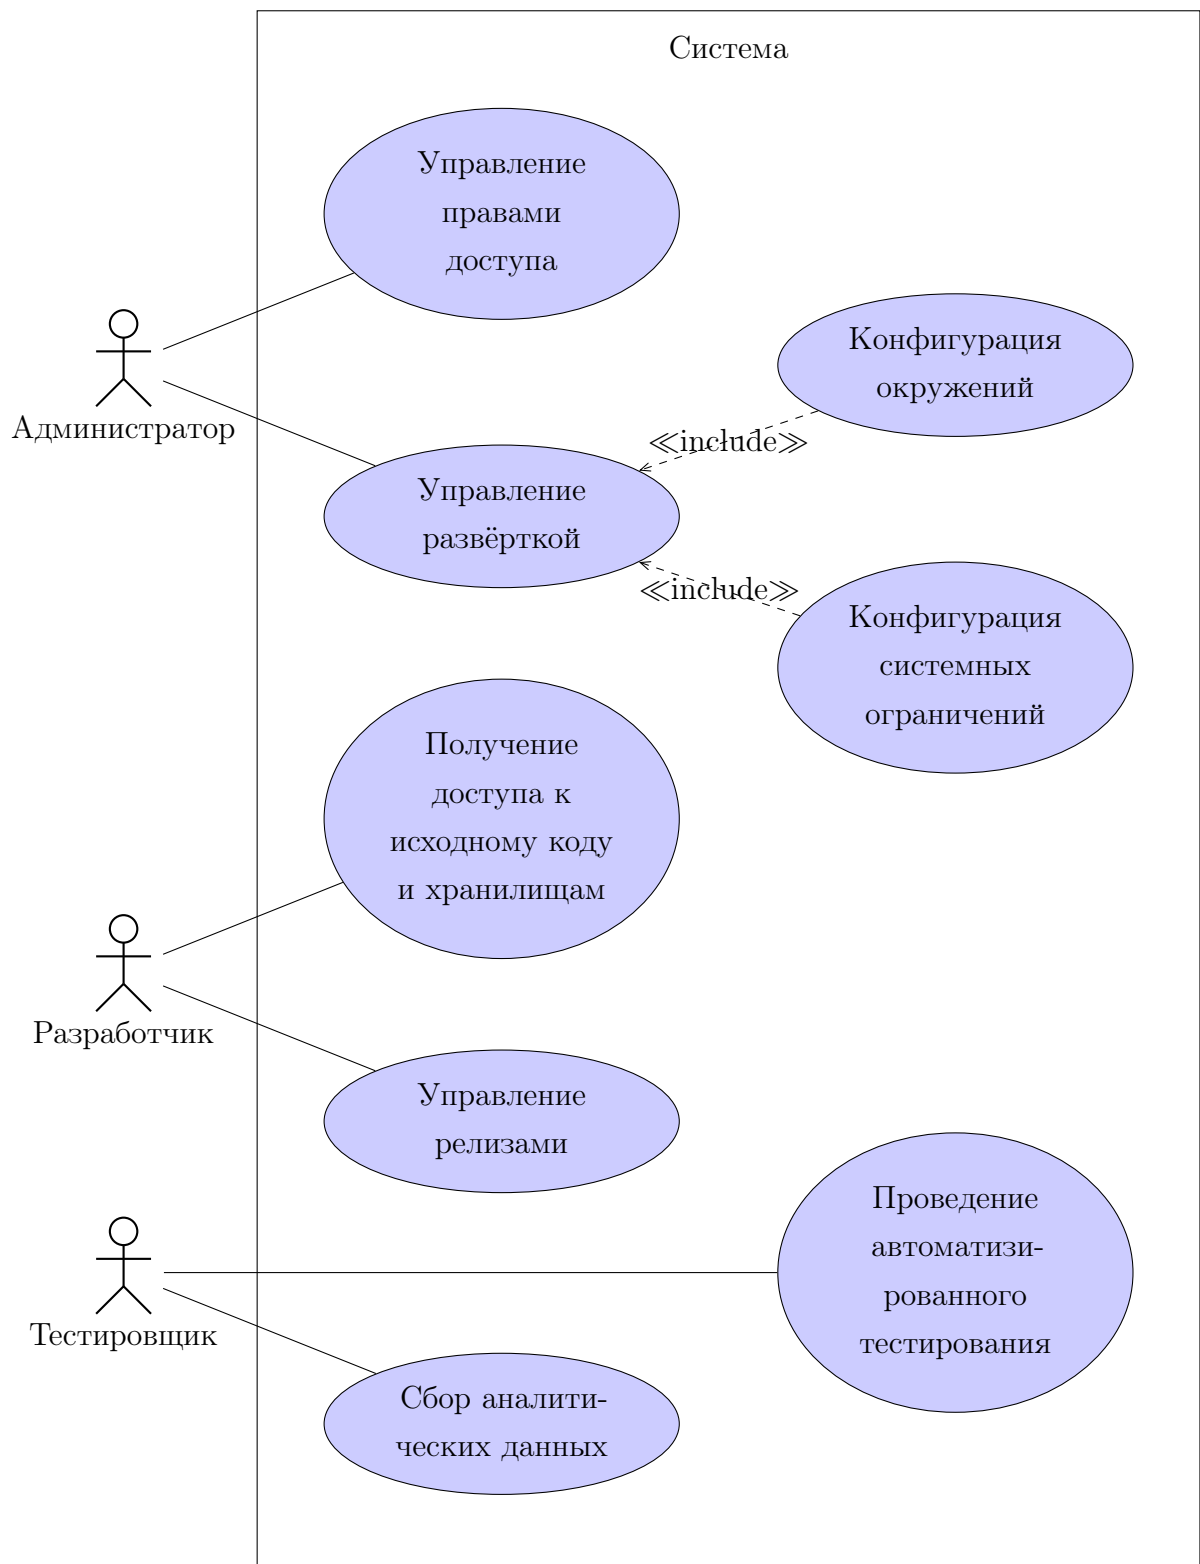 Система
Управление
правами
доступа
Администратор
Конфигурация
окружений
≪include≫
Управление
развёрткой
≪include≫
Конфигурация
системных
ограничений
Получение
доступа к
исходному коду
и хранилищам
Разработчик
Управление
релизами
Тестировщик
Проведение
автоматизи-
рованного
тестирования
Сбор аналити-
ческих данных